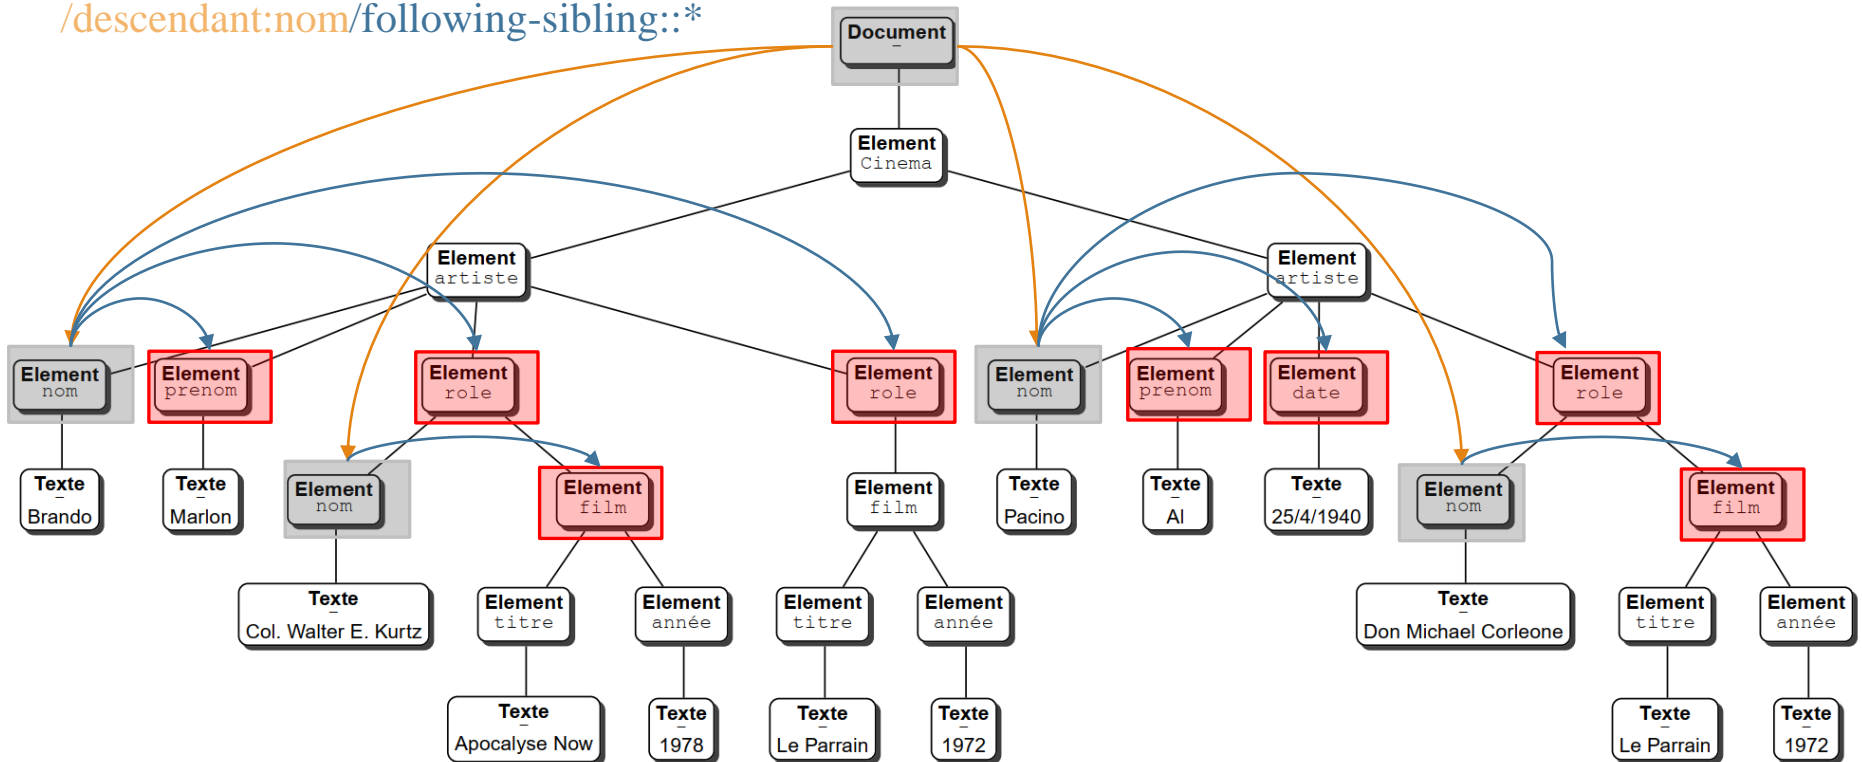 /descendant:nom/following-sibling::*
Document
–
Element
Cinema
Element
artiste
Element
artiste
Element
nom
Element
prenom
Element
role
Element
role
Element
nom
Element
prenom
Element
date
Element
role
Texte
–
Brando
Texte
–
Marlon
Element
nom
Element
film
Element
film
Texte
–
Pacino
Texte
–
Al
Texte
–
25/4/1940
Element
nom
Element
film
Texte
–
Col. Walter E. Kurtz
Element
titre
Element
année
Element
titre
Element
année
Texte
–
Don Michael Corleone
Element
titre
Element
année
Texte
–
Apocalyse Now
Texte
–
1978
Texte
–
Le Parrain
Texte
–
1972
Texte
–
Le Parrain
Texte
–
1972